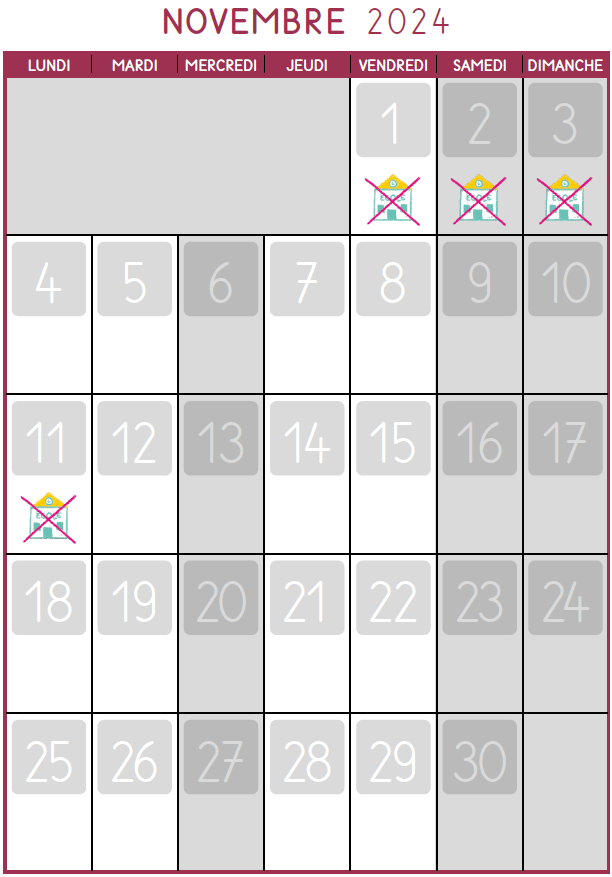 NOVEMBRE 2024
LUNDI MARDI MERCREDI JEUDI VENDREDI SAMEDI DIMANCHE
1 2 3
ECOLE ECOLE ECOLE
4 5 6 7 8 9 10
11 12 13 14 15 16 17
ECOLE
18 19 20 21 22 23 24
25 26 27 28 29 30